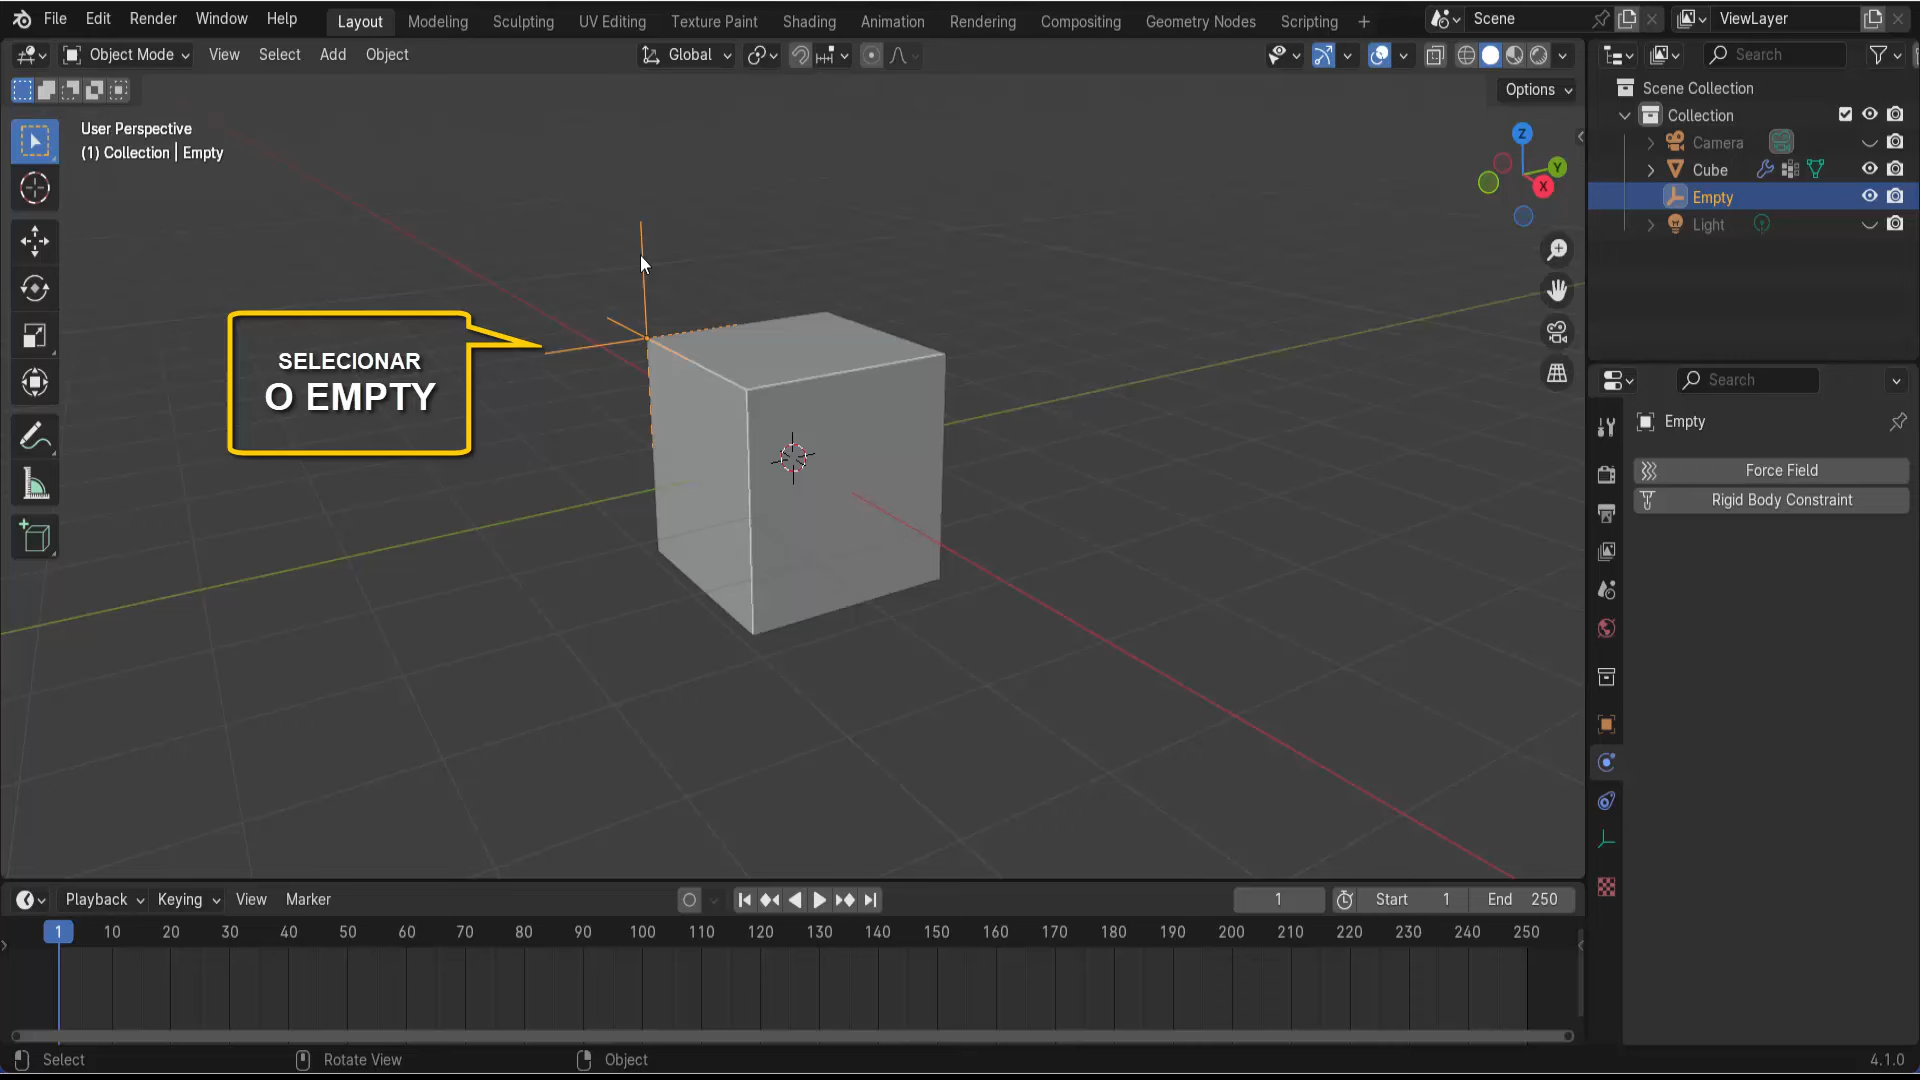 File Edit Render Window Help Layout Modeling Sculpting UV Editing Texture Paint Shading Animation Rendering Compositing Geometry Nodes Scripting + Scene ViewLayer
Object Mode View Select Add Object Global Search
Options
User Perspective
(1) Collection | Empty
Z
Y
X
SELECIONAR
O EMPTY
Scene Collection
Collection
Camera
Cube
Empty
Light
Search
Empty
Force Field
Rigid Body Constraint
Playback Keying View Marker 1 Start 1 End 250
1 10 20 30 40 50 60 70 80 90 100 110 120 130 140 150 160 170 180 190 200 210 220 230 240 250
Select Rotate View Object 4.1.0